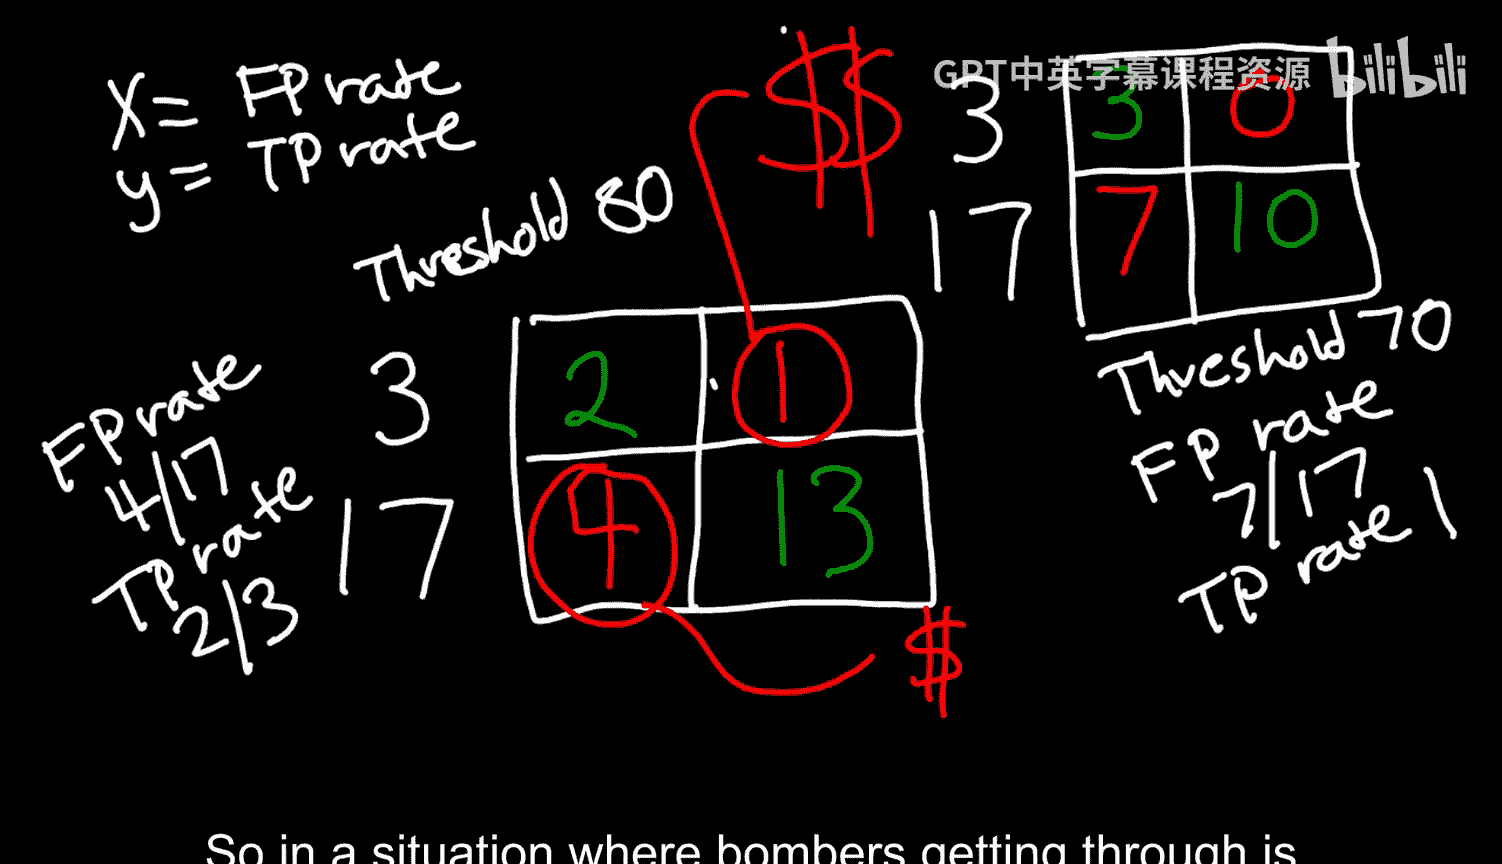 X = FP rate
y = TP rate
Threshold 80
$$
GPT中英字幕课程资源 bilibili
3 3 0
17 7 10
Threshold 70
FP rate
7/17
TP rate 1
3 2 1
17 4 13
FP rate
4/17
TP rate
2/3
$
So in a situation where bombers getting through is